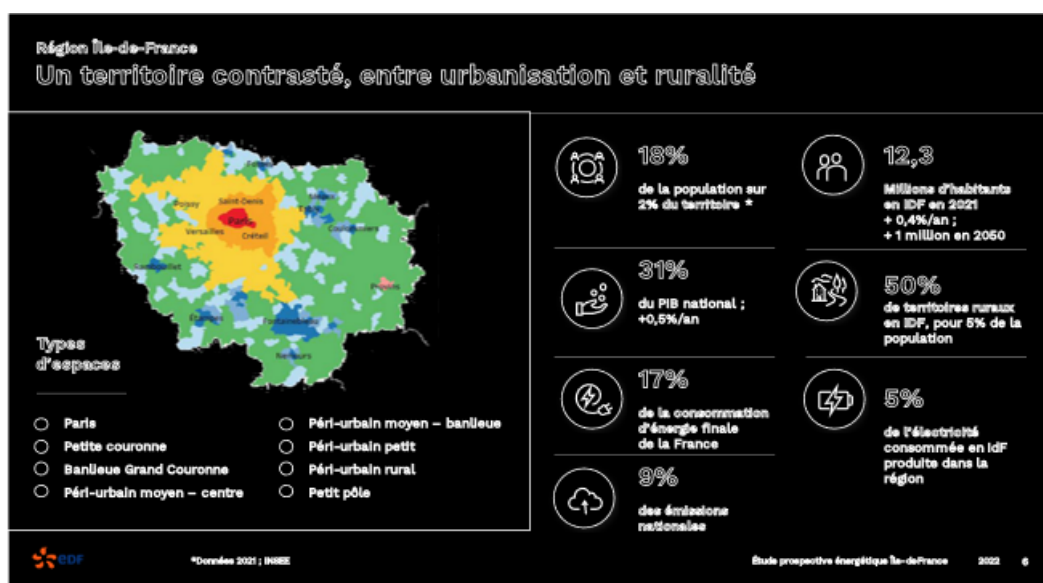 Région Île-de-France
Un territoire contrasté, entre urbanisation et ruralité
Poissy
Saint-Denis
Paris
Versailles
Créteil
Coulommiers
Rambouillet
Provins
Étampes
Fontainebleau
Nemours
Types
d'espaces
Paris
Petite couronne
Banlieue Grand Couronne
Péri-urbain moyen – centre
Péri-urbain moyen – banlieue
Péri-urbain petit
Péri-urbain rural
Petit pôle
18%
de la population sur
2% du territoire *
31%
du PIB national ;
+0,5%/an
17%
de la consommation
d'énergie finale
de la France
9%
des émissions
nationales
12,3
Millions d'habitants
en IDF en 2021
+ 0,4%/an ;
+ 1 million en 2050
50%
de territoires ruraux
en IDF, pour 5% de la
population
5%
de l'électricité
consommée en IdF
produite dans la
région
eDF
*Données 2021 ; INSEE
Étude prospective énergétique Île-deFrance
2022
6